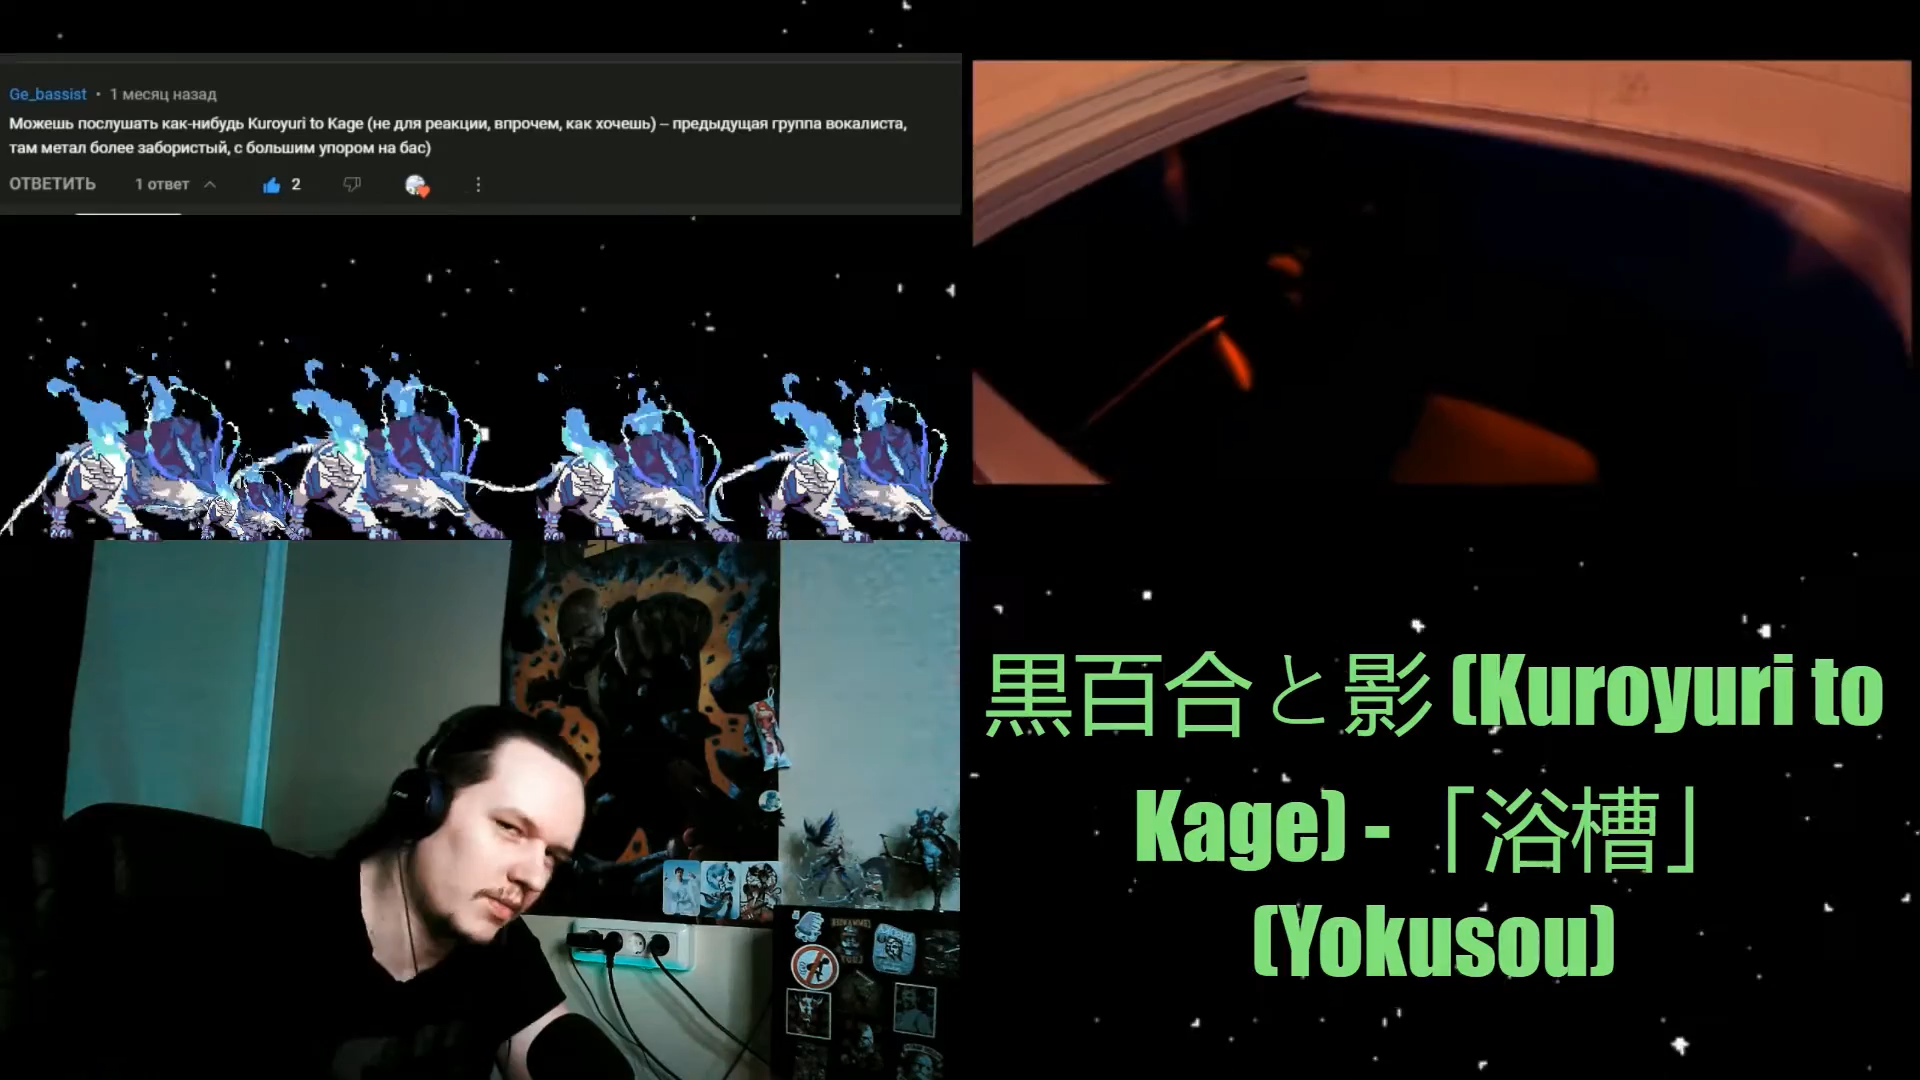 Ge_bassist • 1 месяц назад
Можешь послушать как-нибудь Kuroyuri to Kage (не для реакции, впрочем, как хочешь) – предыдущая группа вокалиста,
там метал более забористый, с большим упором на бас)
ОТВЕТИТЬ 1 ответ 2
黒百合と影 (Kuroyuri to
Kage) -「浴槽」
(Yokusou)